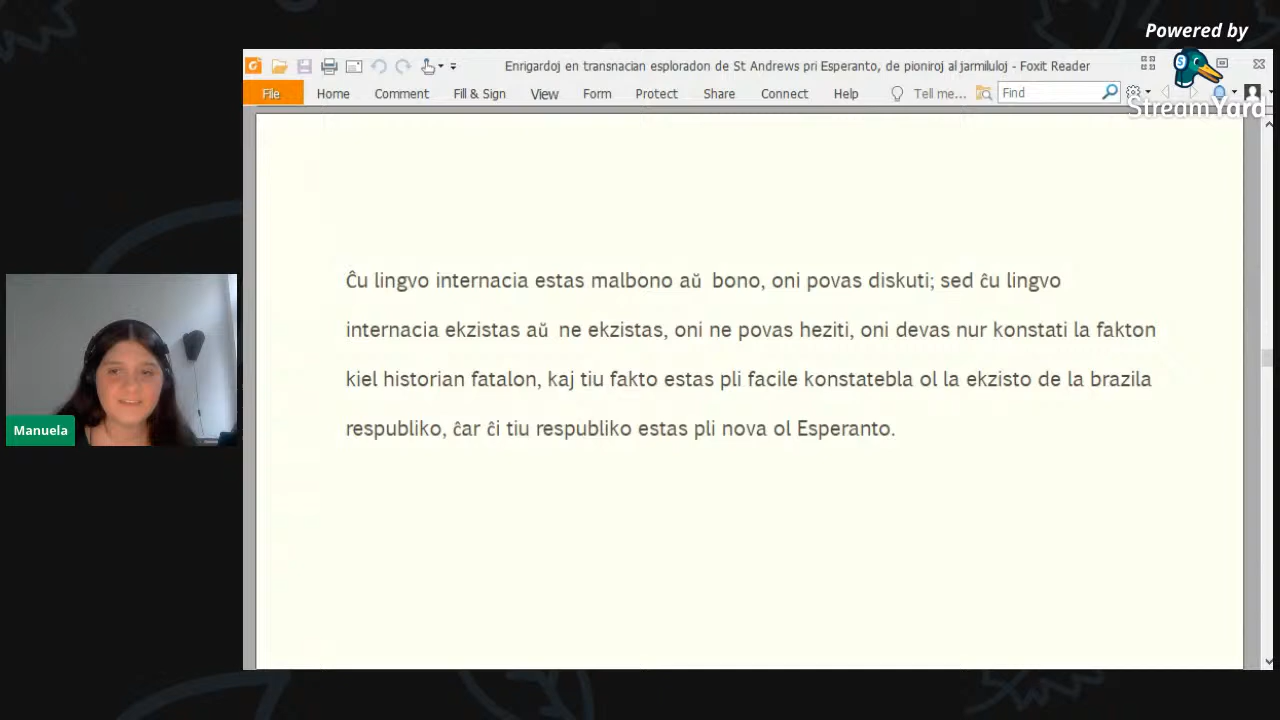 Powered by
StreamYard
Enrigardoj en transnacian esploradon de St Andrews pri Esperanto, de pioniroj al jarmiluloj - Foxit Reader
File Home Comment Fill & Sign View Form Protect Share Connect Help Tell me... Find
Ĉu lingvo internacia estas malbono aŭ bono, oni povas diskuti; sed ĉu lingvo
internacia ekzistas aŭ ne ekzistas, oni ne povas heziti, oni devas nur konstati la fakton
kiel historian fatalon, kaj tiu fakto estas pli facile konstatebla ol la ekzisto de la brazila
respubliko, ĉar ĉi tiu respubliko estas pli nova ol Esperanto.
Manuela